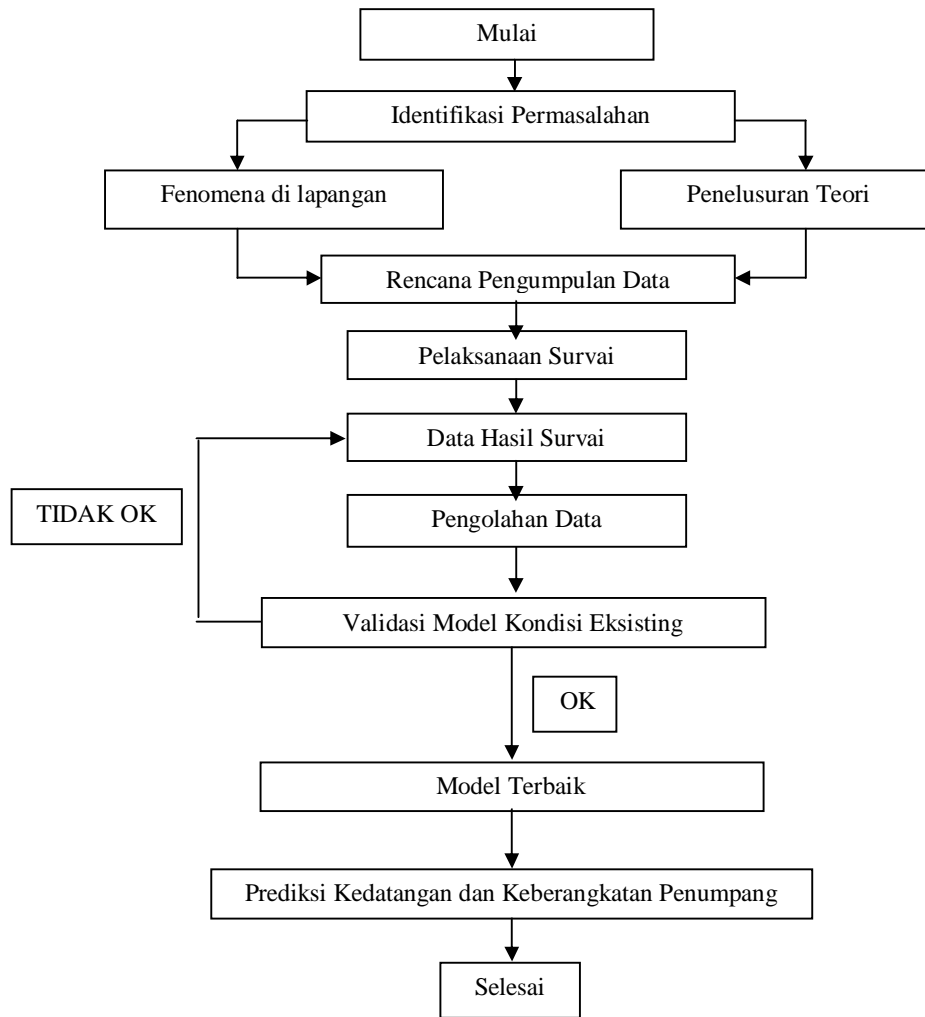 Mulai
Identifikasi Permasalahan
Fenomena di lapangan
Penelusuran Teori
Rencana Pengumpulan Data
Pelaksanaan Survai
Data Hasil Survai
TIDAK OK
Pengolahan Data
Validasi Model Kondisi Eksisting
OK
Model Terbaik
Prediksi Kedatangan dan Keberangkatan Penumpang
Selesai